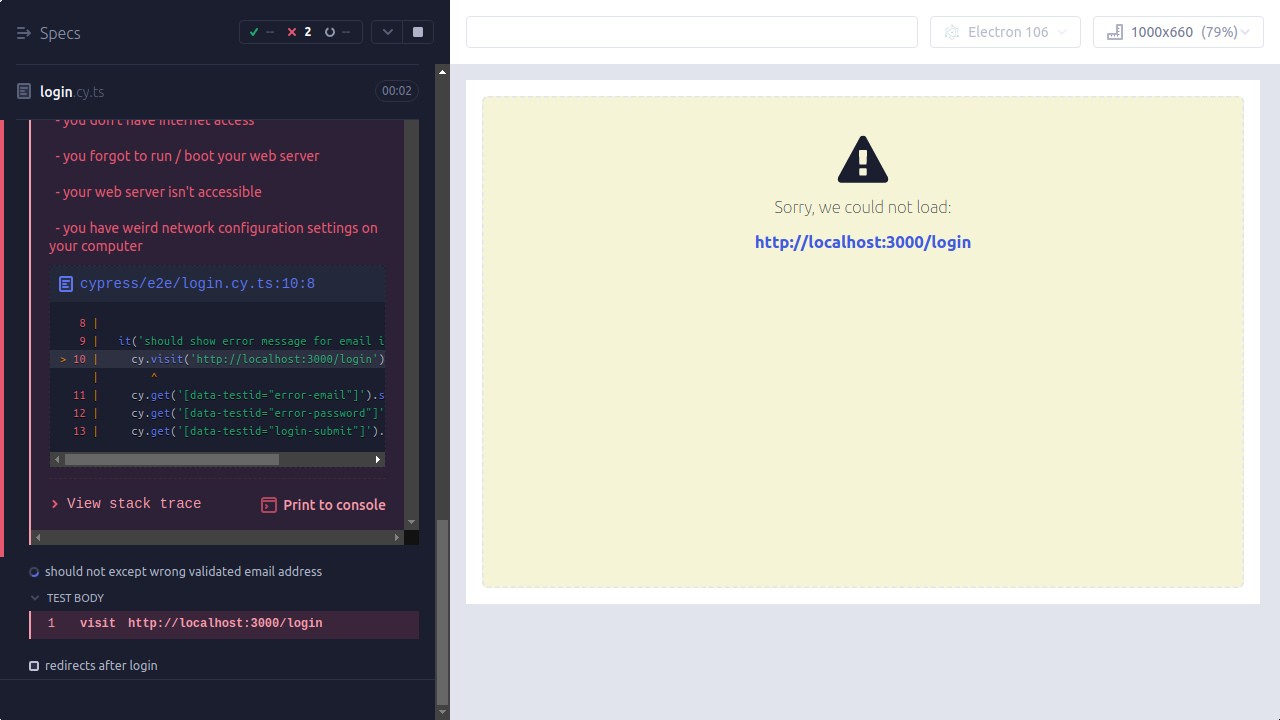 Specs
-- 2 --
Electron 106
1000x660 (79%)
login.cy.ts
00:02
- you don't have internet access
- you forgot to run / boot your web server
- your web server isn't accessible
- you have weird network configuration settings on
your computer
cypress/e2e/login.cy.ts:10:8
8 |
9 | it('should show error message for email i
> 10 | cy.visit('http://localhost:3000/login')
| ^
11 | cy.get('[data-testid="error-email"]').s
12 | cy.get('[data-testid="error-password"]'
13 | cy.get('[data-testid="login-submit"]').
View stack trace
Print to console
should not except wrong validated email address
TEST BODY
1 visit http://localhost:3000/login
redirects after login
Sorry, we could not load:
http://localhost:3000/login